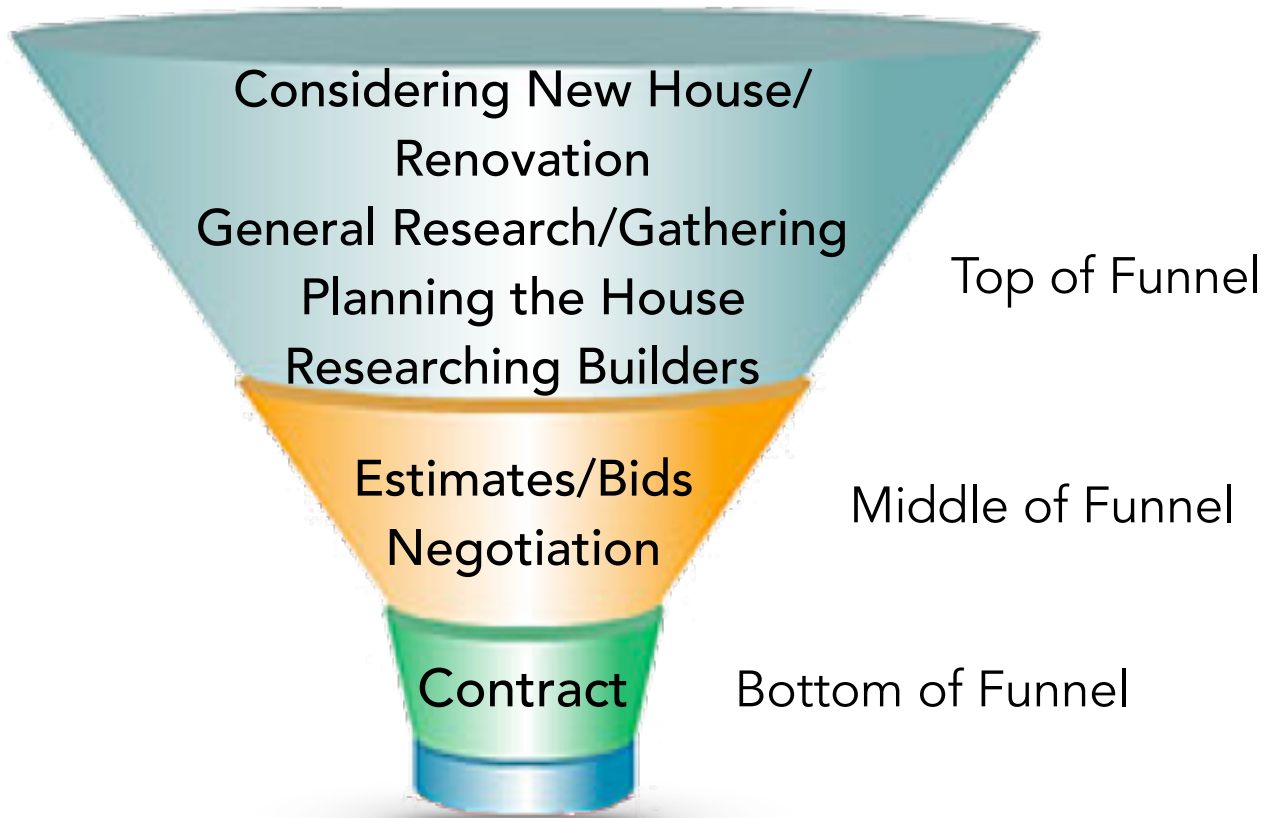 Considering New House/
Renovation
General Research/Gathering
Planning the House
Researching Builders
Top of Funnel
Estimates/Bids
Negotiation
Middle of Funnel
Contract
Bottom of Funnel